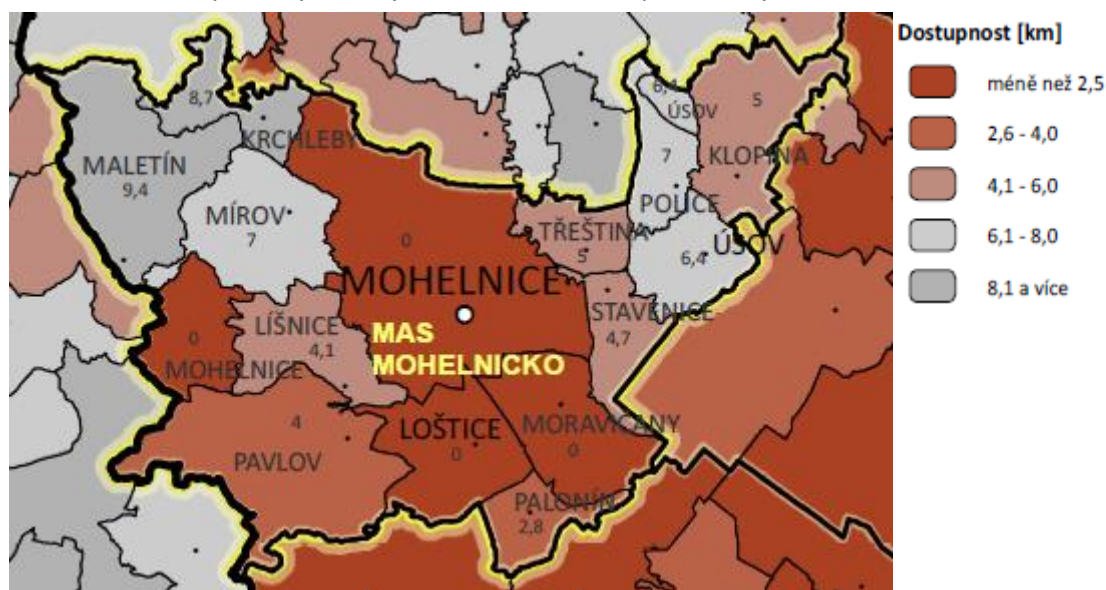 Dostupnost [km]
méně než 2,5
2,6 - 4,0
4,1 - 6,0
6,1 - 8,0
8,1 a více
8,7
6,4
ÚSOV
5
KRCHLEBY
MALETÍN
9,4
7
KLOPINA
MÍROV
7
POLICE
TŘEŠTINA
5
0
ÚSOV
6,4
MOHELNICE
STAVENICE
4,7
LÍŠNICE
4,1
MAS
MOHELNICKO
0
MOHELNICE
4
PAVLOV
LOŠTICE
0
MORAVIČANY
0
PALONÍN
2,8